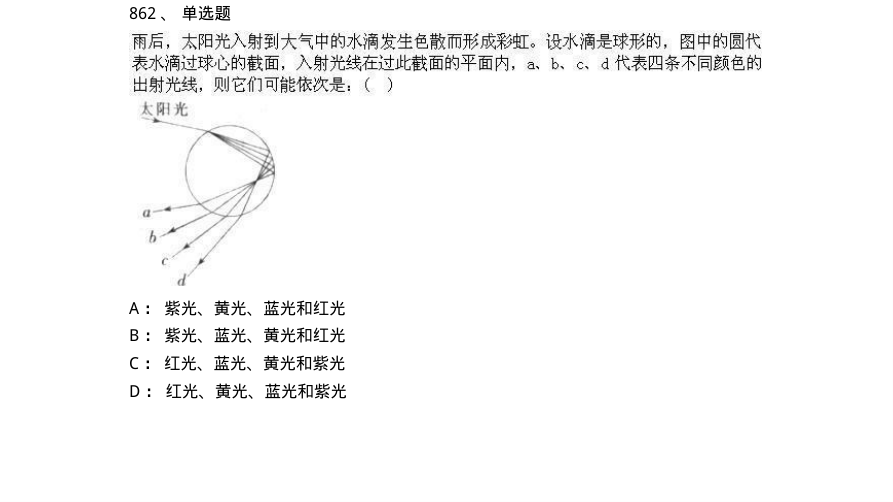 862 、 单选题
雨后，太阳光入射到大气中的水滴发生色散而形成彩虹。设水滴是球形的，图中的圆代
表水滴过球心的截面，入射光线在过此截面的平面内，a、b、c、d 代表四条不同颜色的
出射光线，则它们可能依次是：(   )
太阳光
a
b
c
d
A ： 紫光、黄光、蓝光和红光
B ： 紫光、蓝光、黄光和红光
C ： 红光、蓝光、黄光和紫光
D ： 红光、黄光、蓝光和紫光